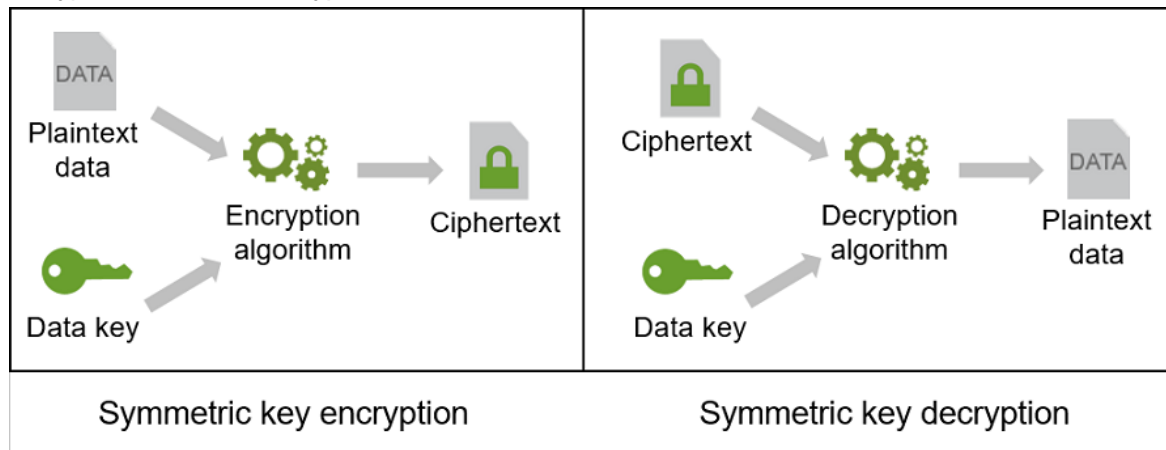 DATA
Plaintext
data
Encryption
algorithm
Ciphertext
Data key
Ciphertext
Decryption
algorithm
DATA
Plaintext
data
Data key
Symmetric key encryption
Symmetric key decryption